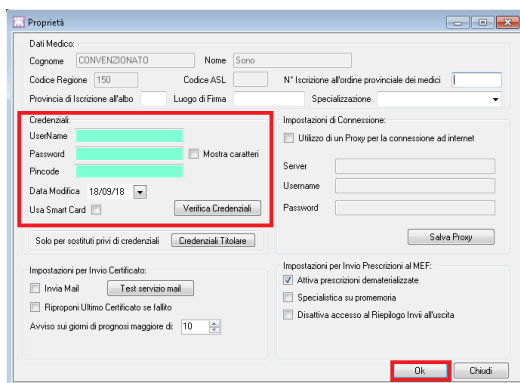 Proprietà
Dati Medico:
Cognome CONVENZIONATO Nome Sono
Codice Regione 150 Codice ASL N° Iscrizione all'ordine provinciale dei medici
Provincia di Iscrizione all'albo Luogo di Firma Specializzazione
Credenziali:
UserName
Password Mostra caratteri
Pincode
Data Modifica 18/09/18
Usa Smart Card Verifica Credenziali
Solo per sostituti privi di credenziali Credenziali Titolare
Impostazioni di Connessione:
Utilizzo di un Proxy per la connessione ad internet
Server
Username
Password
Salva Proxy
Impostazioni per Invio Certificato:
Invia Mail Test servizio mail
Riproponi Ultimo Certificato se fallito
Avviso sui giorni di prognosi maggiore di: 10
Impostazioni per Invio Prescrizioni al MEF:
Attiva prescrizioni dematerializzate
Specialistica su promemoria
Disattiva accesso al Riepilogo Invii all'uscita
Ok Chiudi